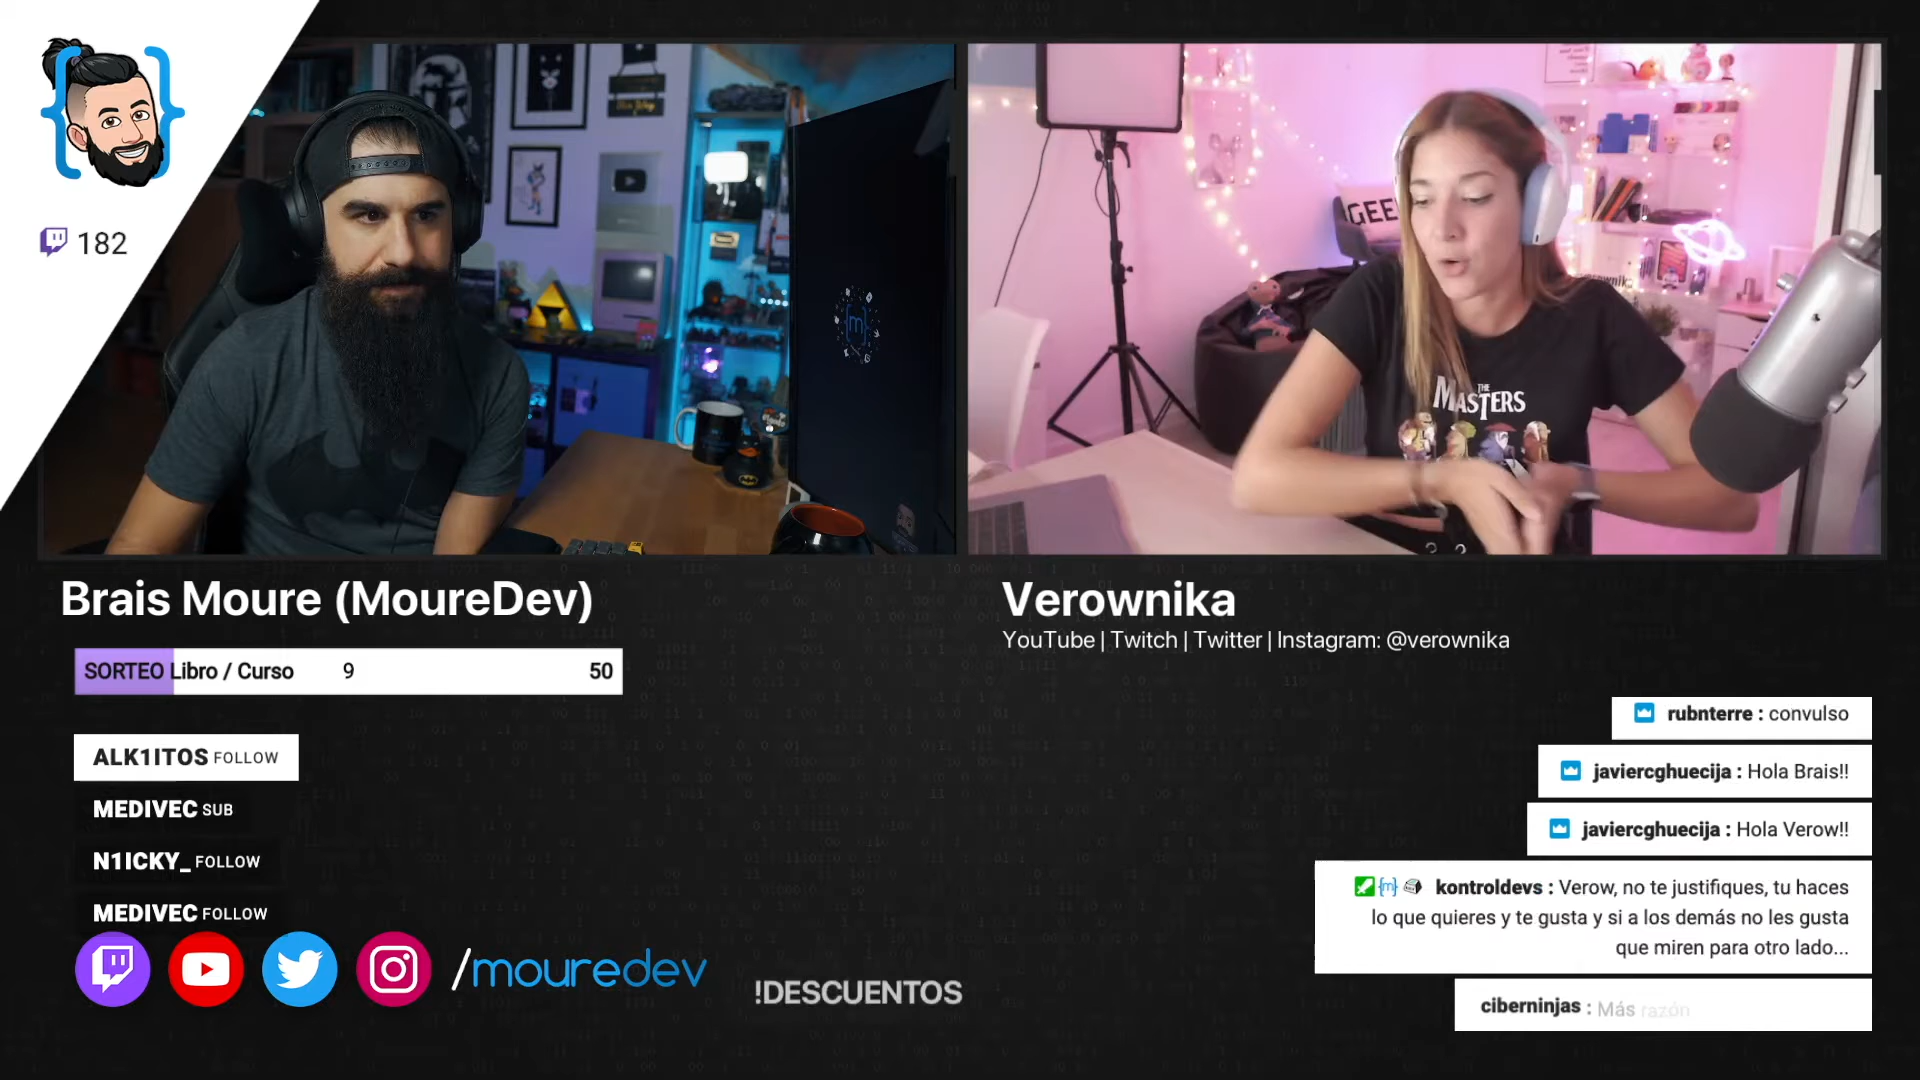 182
GEE
THE
MASTERS
{m}
Brais Moure (MoureDev)
Verownika
YouTube | Twitch | Twitter | Instagram: @verownika
SORTEO Libro / Curso 9 50
ALK1ITOS FOLLOW
MEDIVEC SUB
N1ICKY_ FOLLOW
MEDIVEC FOLLOW
/mouredev
!DESCUENTOS
rubnterre : convulso
javiercghuecija : Hola Brais!!
javiercghuecija : Hola Verow!!
{m} kontroldevs : Verow, no te justifiques, tu haces
lo que quieres y te gusta y si a los demás no les gusta
que miren para otro lado...
ciberninjas : Más razón